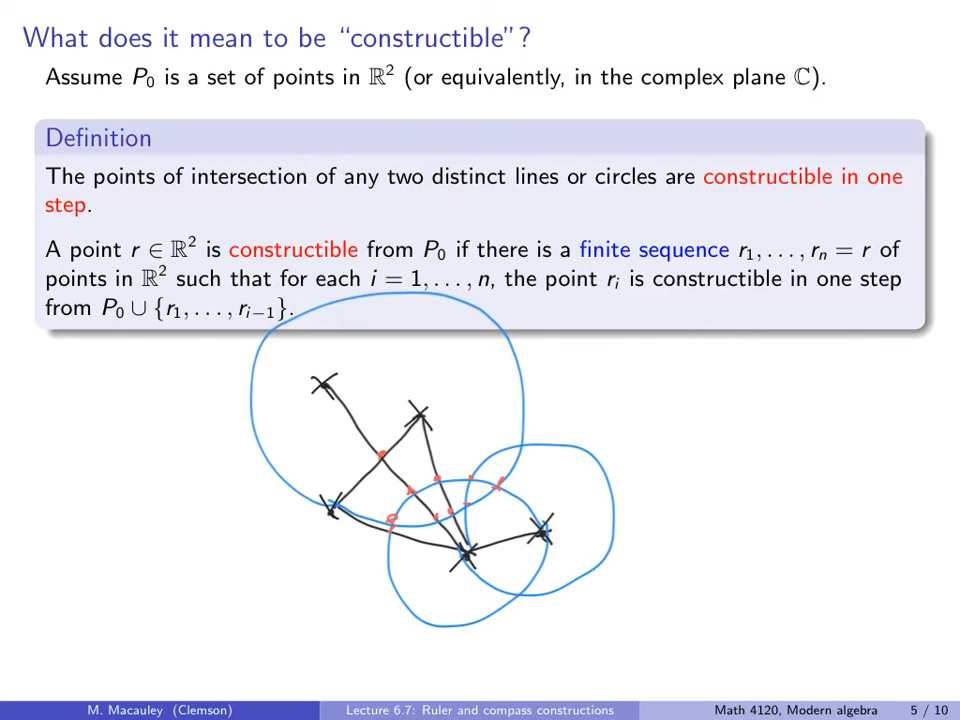 What does it mean to be “constructible”?
Assume P₀ is a set of points in ℝ² (or equivalently, in the complex plane ℂ).
Definition
The points of intersection of any two distinct lines or circles are constructible in one
step.
A point r ∈ ℝ² is constructible from P₀ if there is a finite sequence r₁, . . . , rₙ = r of
points in ℝ² such that for each i = 1, . . . , n, the point rᵢ is constructible in one step
from P₀ ∪ {r₁, . . . , rᵢ₋₁}.
M. Macauley (Clemson)
Lecture 6.7: Ruler and compass constructions
Math 4120, Modern algebra
5 / 10